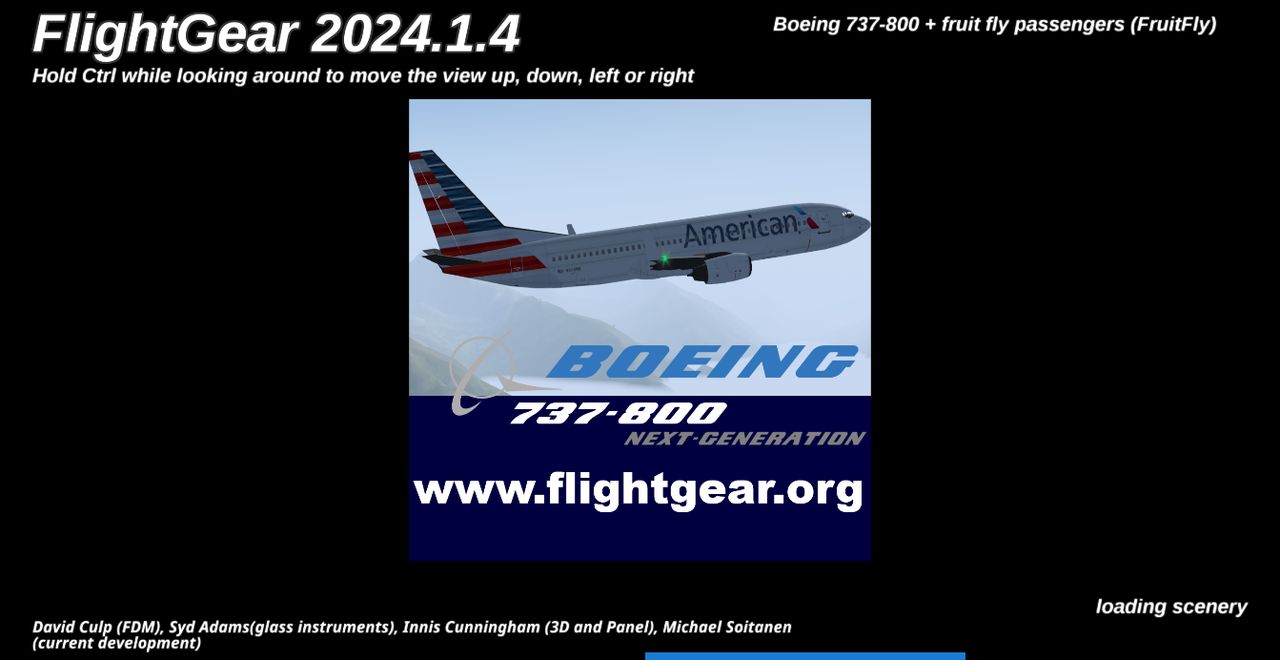 FlightGear 2024.1.4
Boeing 737-800 + fruit fly passengers (FruitFly)
Hold Ctrl while looking around to move the view up, down, left or right
American
BOEING
737-800
NEXT-GENERATION
www.flightgear.org
loading scenery
David Culp (FDM), Syd Adams(glass instruments), Innis Cunningham (3D and Panel), Michael Soitanen
(current development)